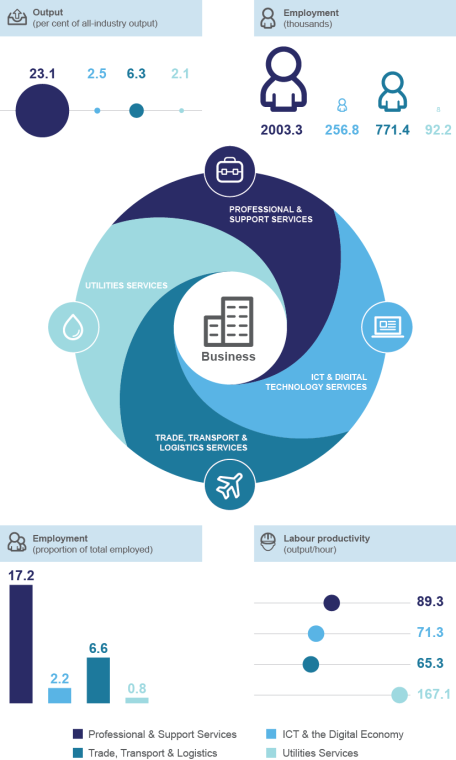 Output
(per cent of all-industry output)
Employment
(thousands)
23.1
2.5
6.3
2.1
2003.3
256.8
771.4
92.2
PROFESSIONAL &
SUPPORT SERVICES
UTILITIES SERVICES
Business
ICT & DIGITAL
TECHNOLOGY SERVICES
TRADE, TRANSPORT &
LOGISTICS SERVICES
Employment
(proportion of total employed)
17.2
2.2
6.6
0.8
Labour productivity
(output/hour)
89.3
71.3
65.3
167.1
Professional & Support Services
ICT & the Digital Economy
Trade, Transport & Logistics
Utilities Services